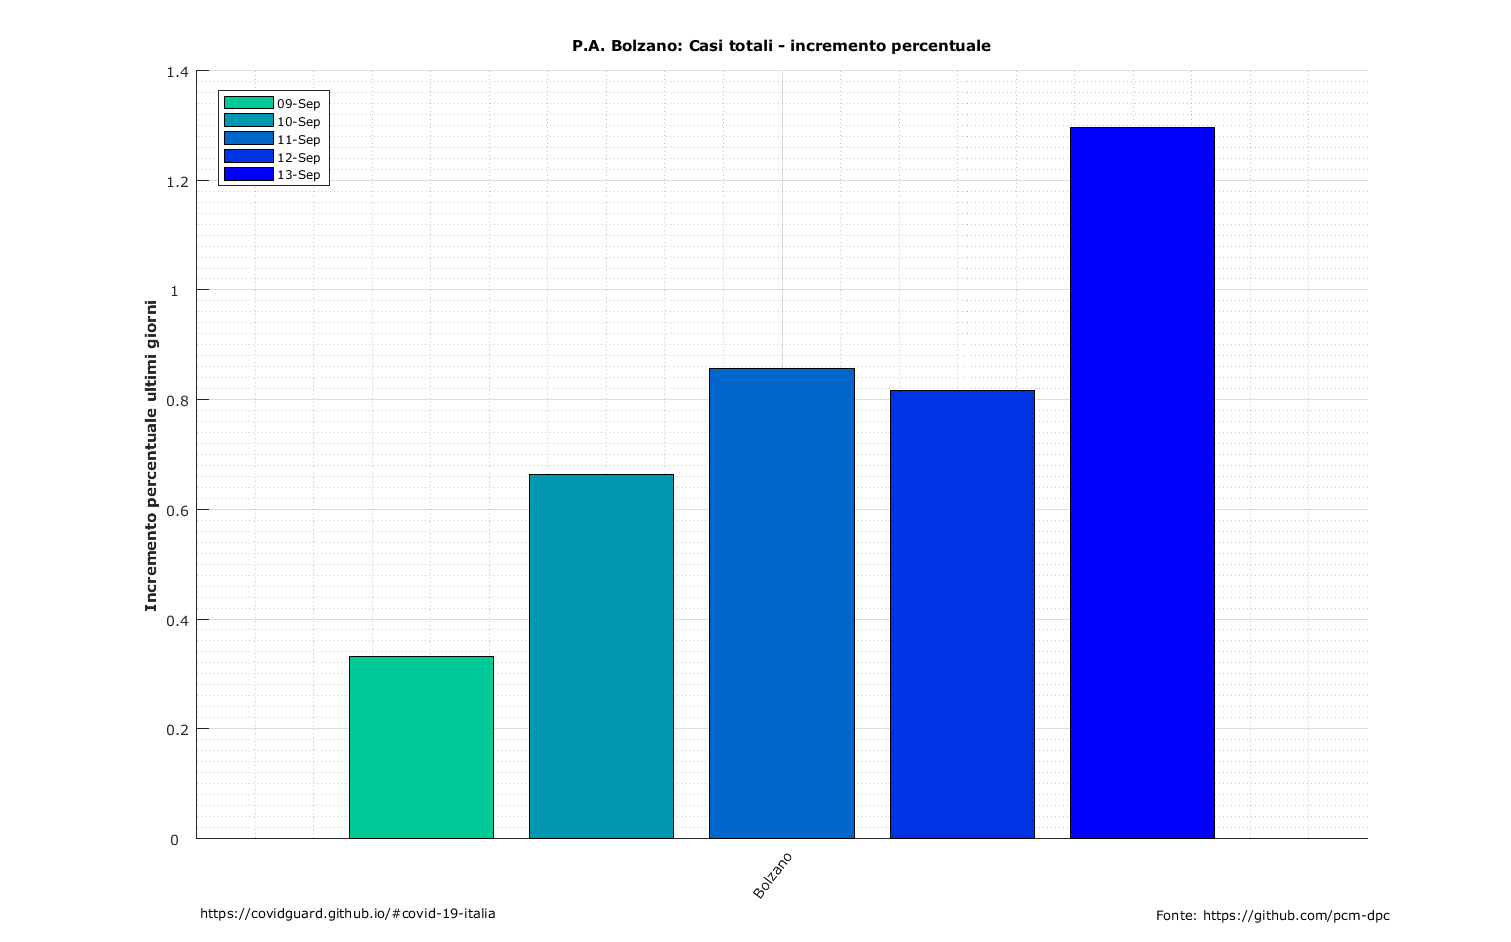 P.A. Bolzano: Casi totali - incremento percentuale
1.4
1.2
1
0.8
0.6
0.4
0.2
0
Incremento percentuale ultimi giorni
09-Sep
10-Sep
11-Sep
12-Sep
13-Sep
Bolzano
https://covidguard.github.io/#covid-19-italia
Fonte: https://github.com/pcm-dpc